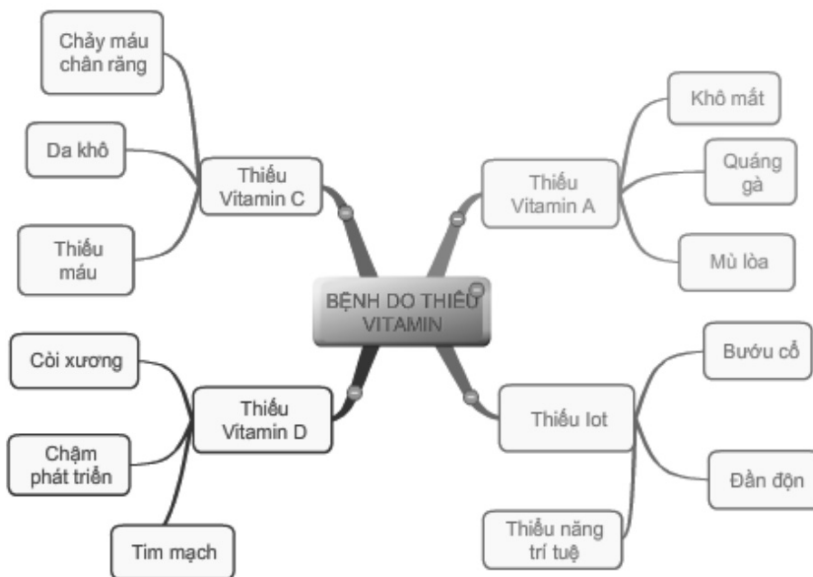 Chảy máu
chân răng
Da khô
Thiếu
máu
Thiếu
Vitamin C
Khô mắt
Quáng
gà
Mù lòa
Thiếu
Vitamin A
BỆNH DO THIẾU
VITAMIN
Còi xương
Chậm
phát triển
Tim mạch
Thiếu
Vitamin D
Bướu cổ
Đần độn
Thiểu năng
trí tuệ
Thiếu Iot